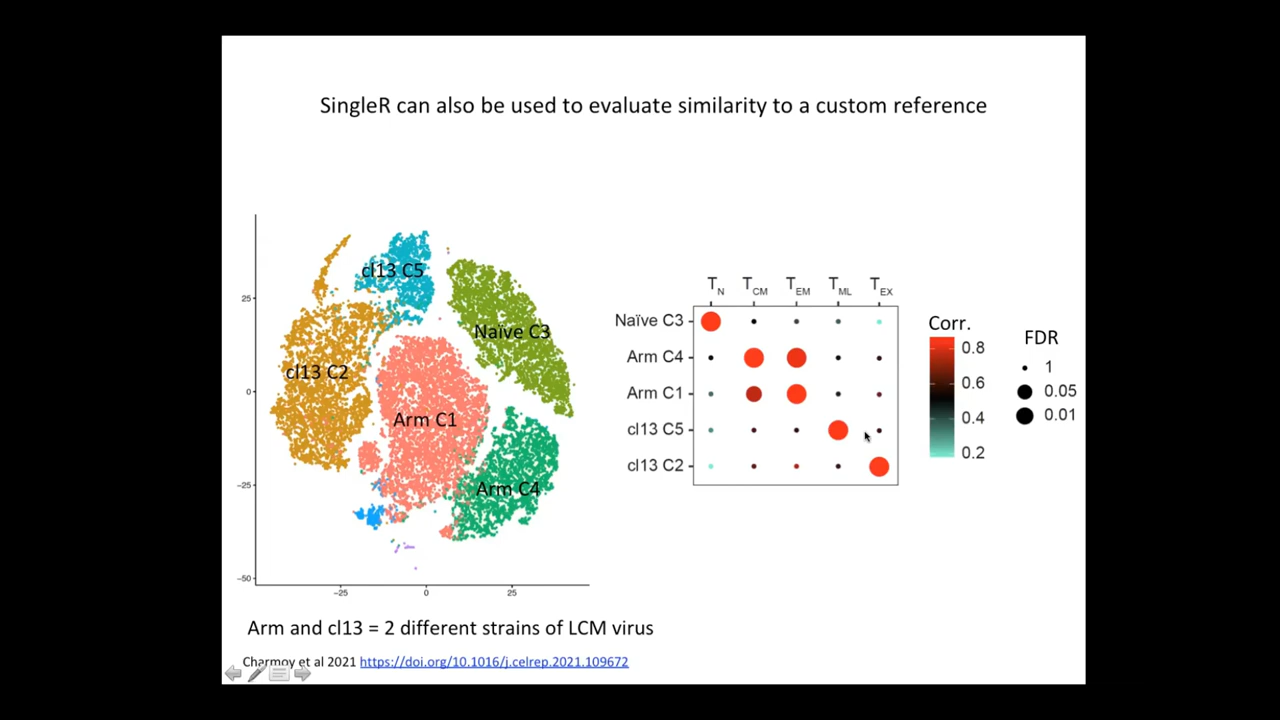 SingleR can also be used to evaluate similarity to a custom reference
25
0
−25
−50
−25
0
25
cl13 C5
Naïve C3
cl13 C2
Arm C1
Arm C4
TN TCM TEM TML TEX
Naïve C3
Arm C4
Arm C1
cl13 C5
cl13 C2
Corr.
0.8
0.6
0.4
0.2
FDR
1
0.05
0.01
Arm and cl13 = 2 different strains of LCM virus
Charmoy et al 2021 https://doi.org/10.1016/j.celrep.2021.109672